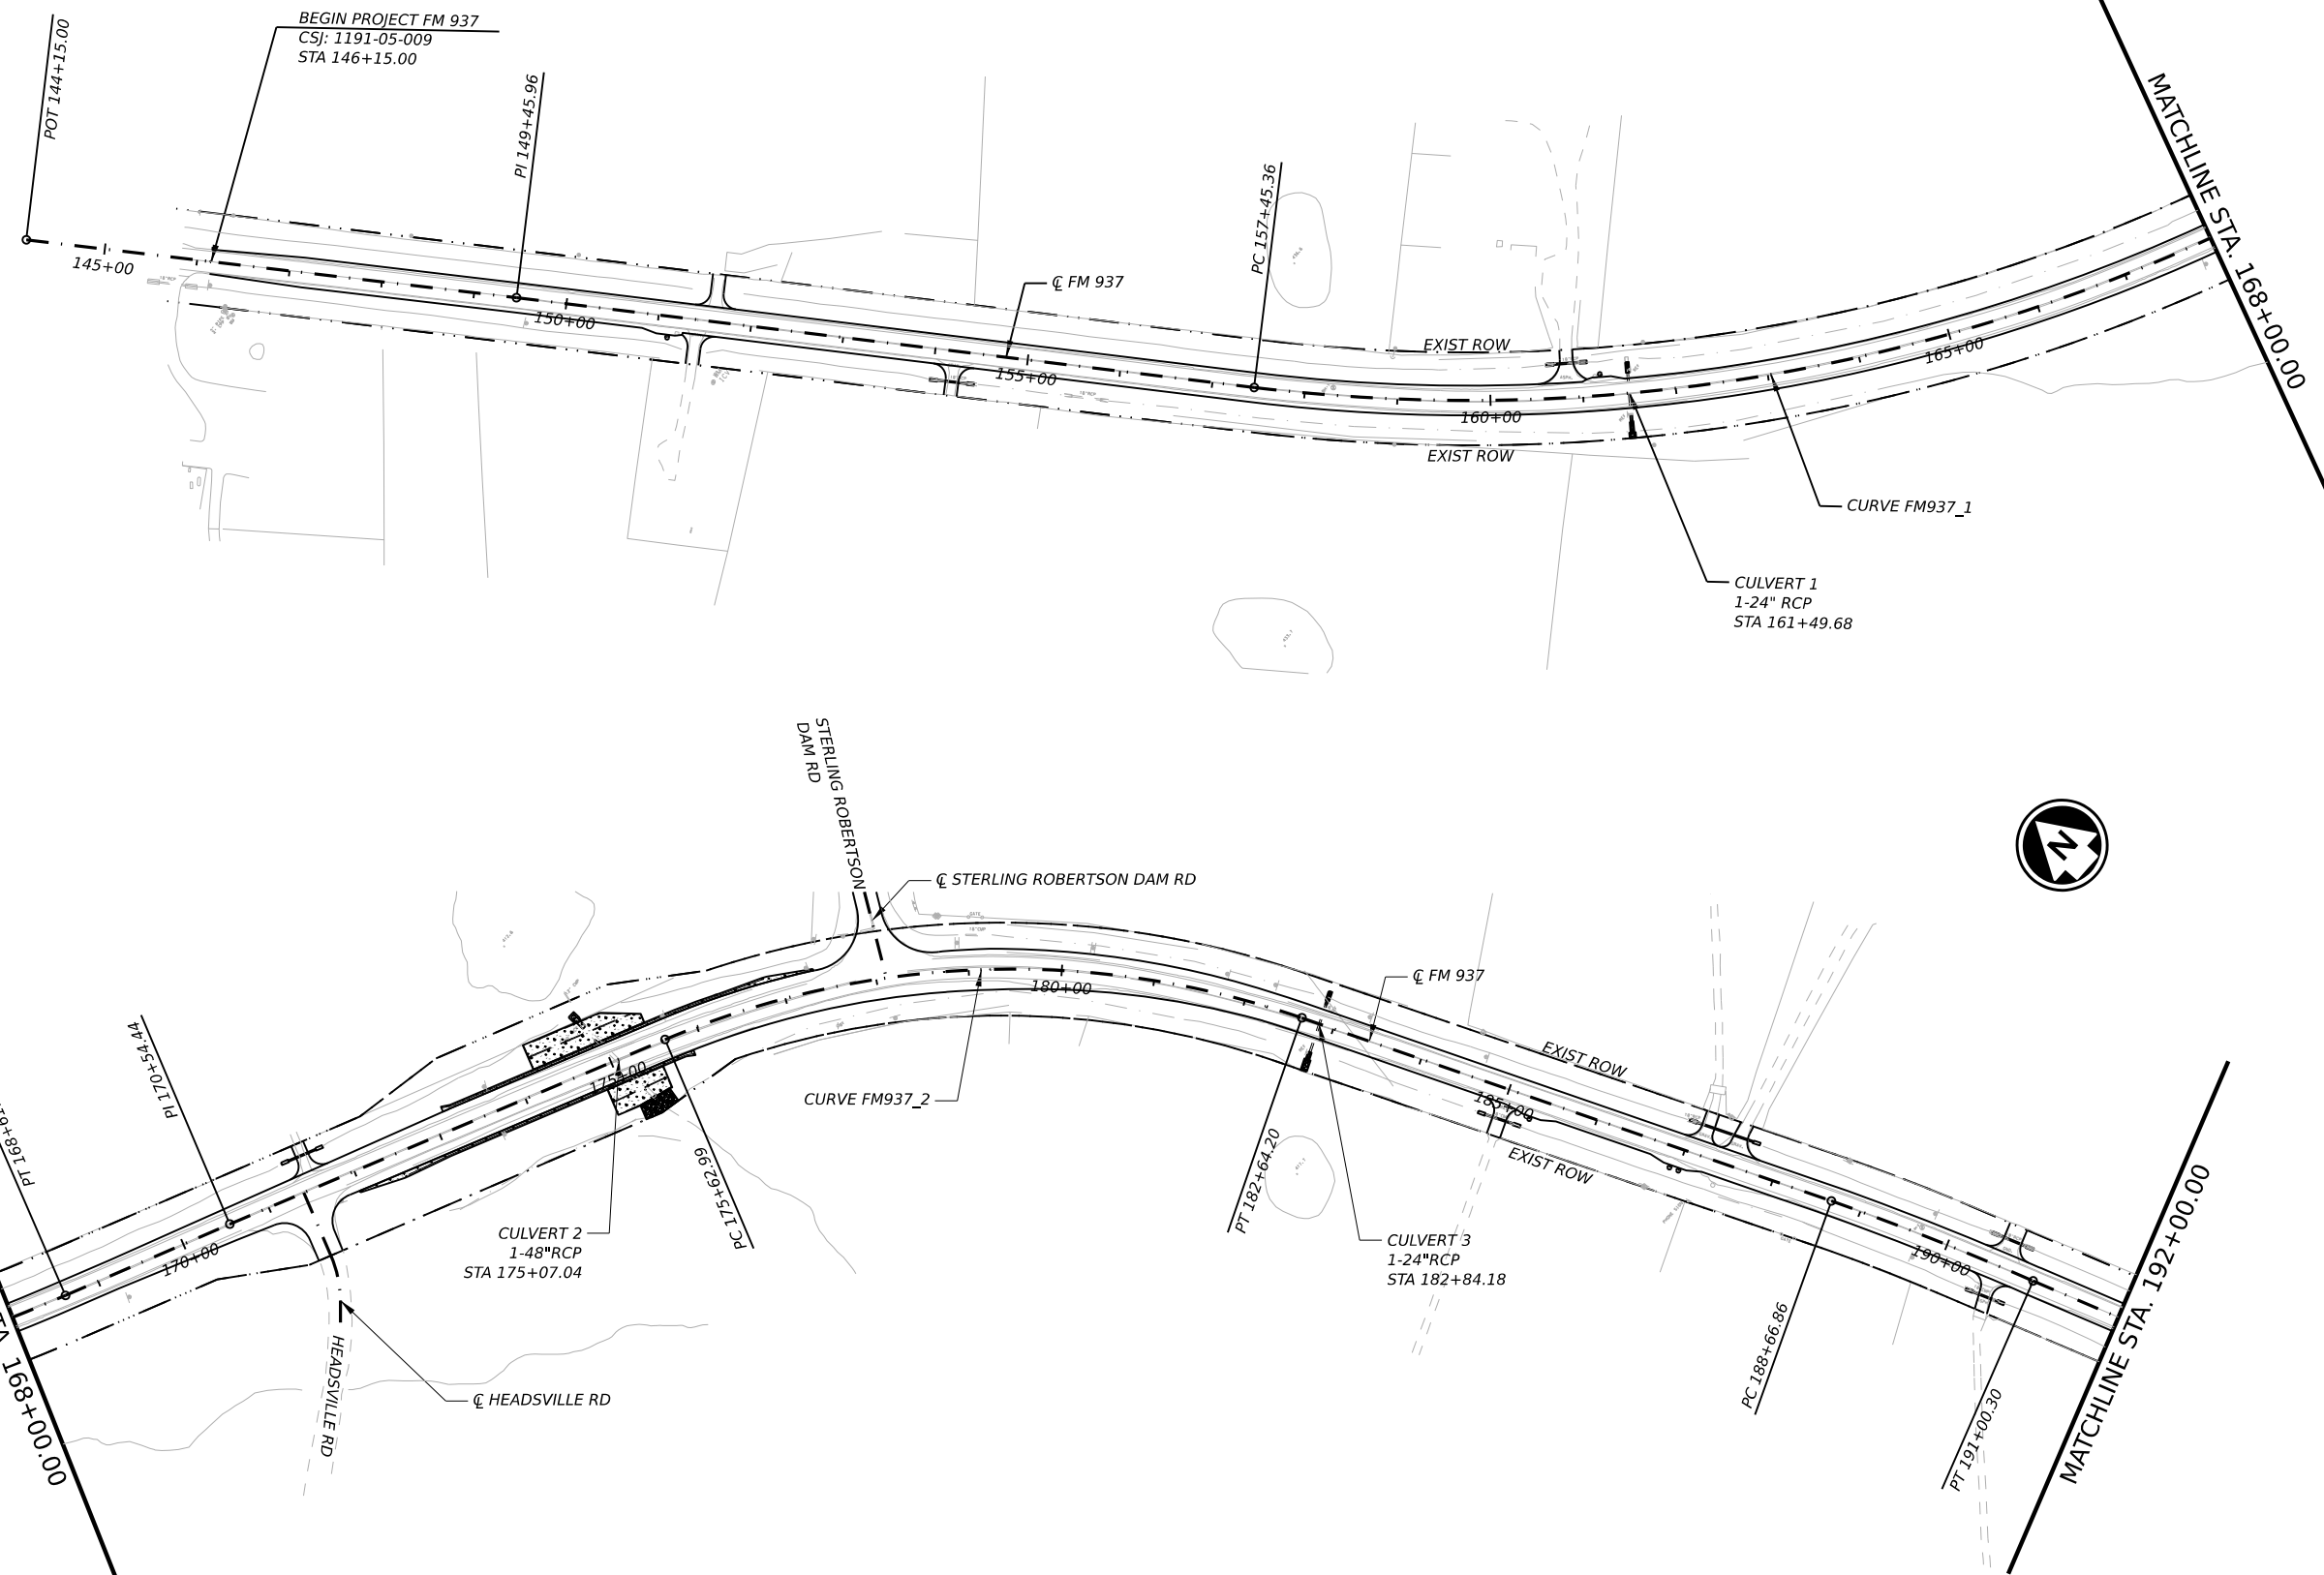 POT 144+15.00
BEGIN PROJECT FM 937
CSJ: 1191-05-009
STA 146+15.00
PI 149+45.96
PC 157+45.36
MATCHLINE STA. 168+00.00
145+00
150+00
℄ FM 937
155+00
EXIST ROW
160+00
165+00
EXIST ROW
CURVE FM937_1
CULVERT 1
1-24" RCP
STA 161+49.68
STERLING ROBERTSON
DAM RD
℄ STERLING ROBERTSON DAM RD
N
℄ FM 937
180+00
PI 170+54.44
175+00
EXIST ROW
CURVE FM937_2
185+00
PT 168+61.
PC 175+62.99
PT 182+64.20
EXIST ROW
CULVERT 2
1-48"RCP
STA 175+07.04
CULVERT 3
1-24"RCP
STA 182+84.18
170+00
190+00
MATCHLINE STA. 192+00.00
168+00.00
HEADSVILLE RD
℄ HEADSVILLE RD
PC 188+66.86
PT 191+00.30